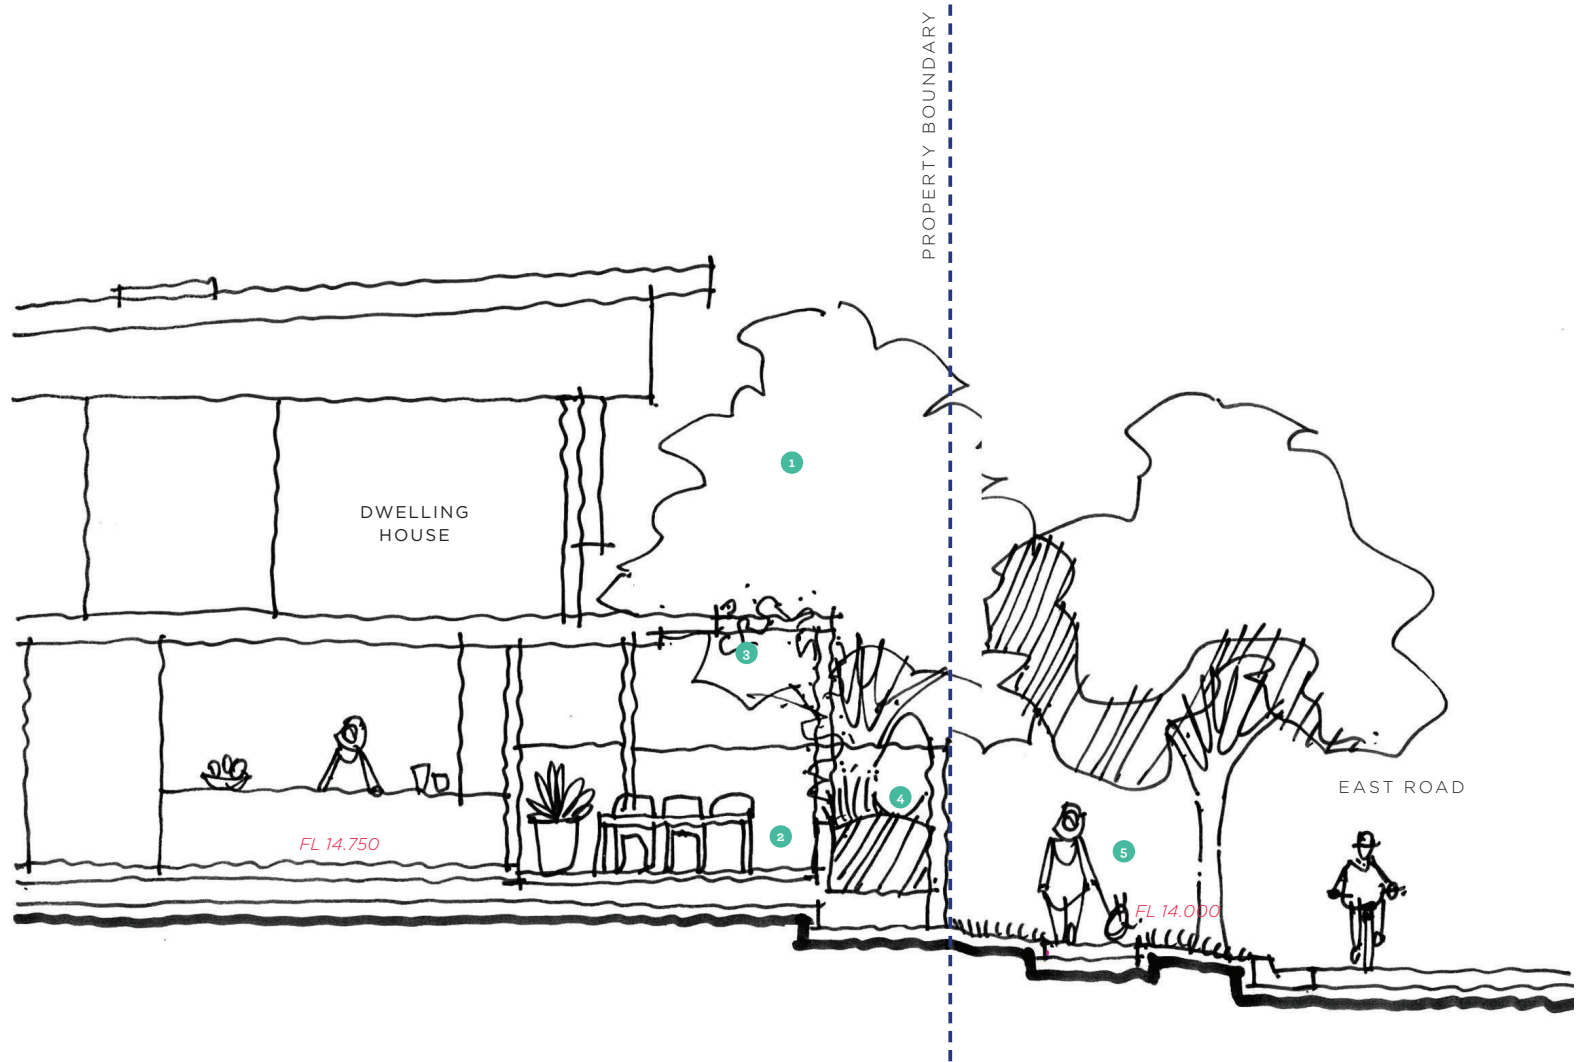 PROPERTY BOUNDARY
1
DWELLING
HOUSE
3
4
EAST ROAD
2
FL 14.750
5
FL 14.000